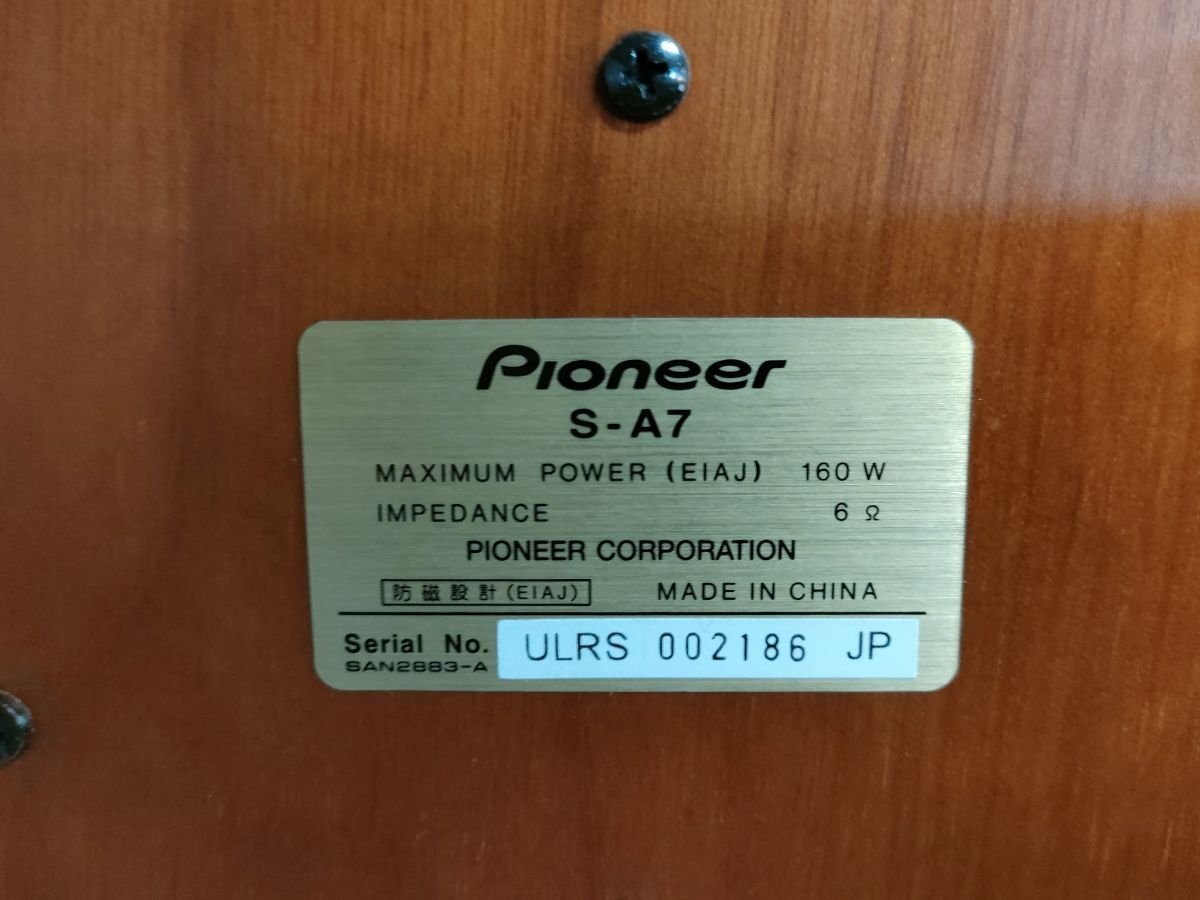 Pioneer
S-A7
MAXIMUM POWER (EIAJ) 160 W
IMPEDANCE 6 Ω
PIONEER CORPORATION
防磁設計(EIAJ) MADE IN CHINA
Serial No. ULRS 002186 JP
SAN2883-A